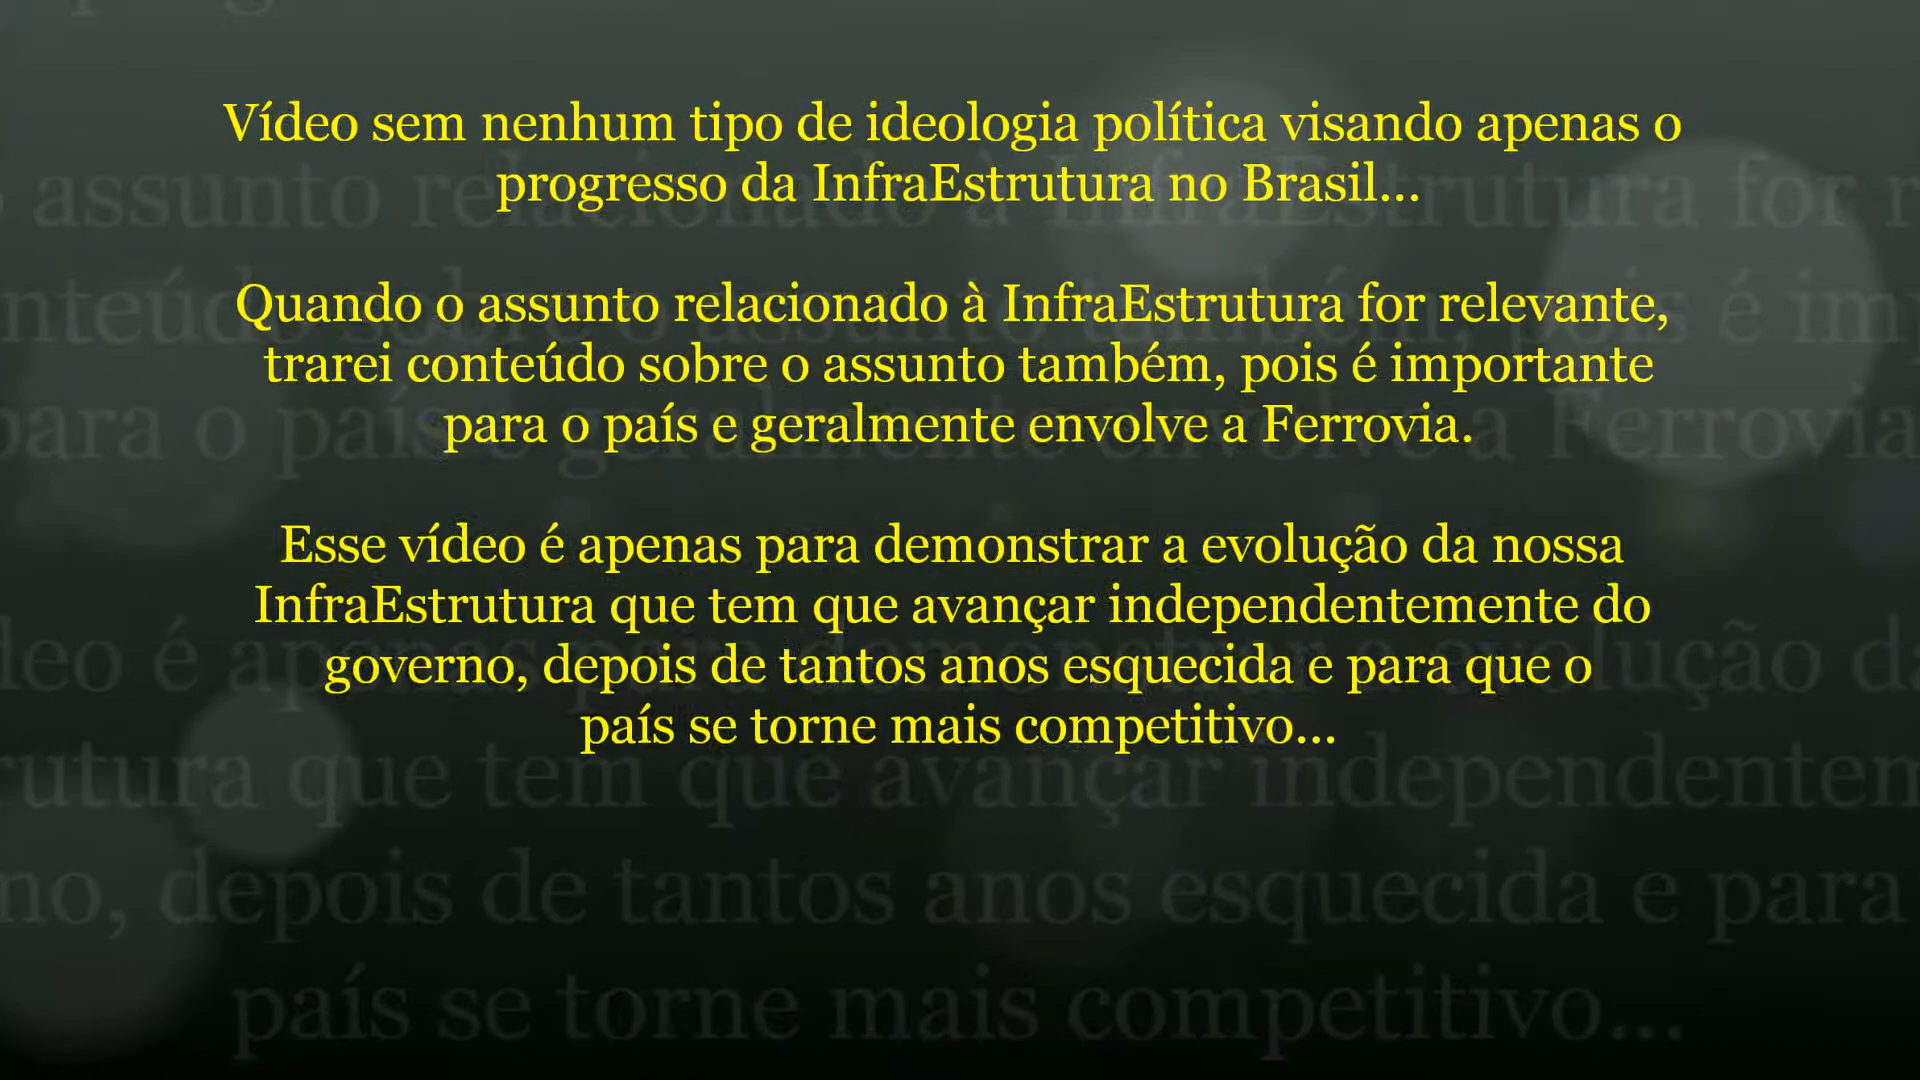 Vídeo sem nenhum tipo de ideologia política visando apenas o
progresso da InfraEstrutura no Brasil...
Quando o assunto relacionado à InfraEstrutura for relevante,
trarei conteúdo sobre o assunto também, pois é importante
para o país e geralmente envolve a Ferrovia.
Esse vídeo é apenas para demonstrar a evolução da nossa
InfraEstrutura que tem que avançar independentemente do
governo, depois de tantos anos esquecida e para que o
país se torne mais competitivo...